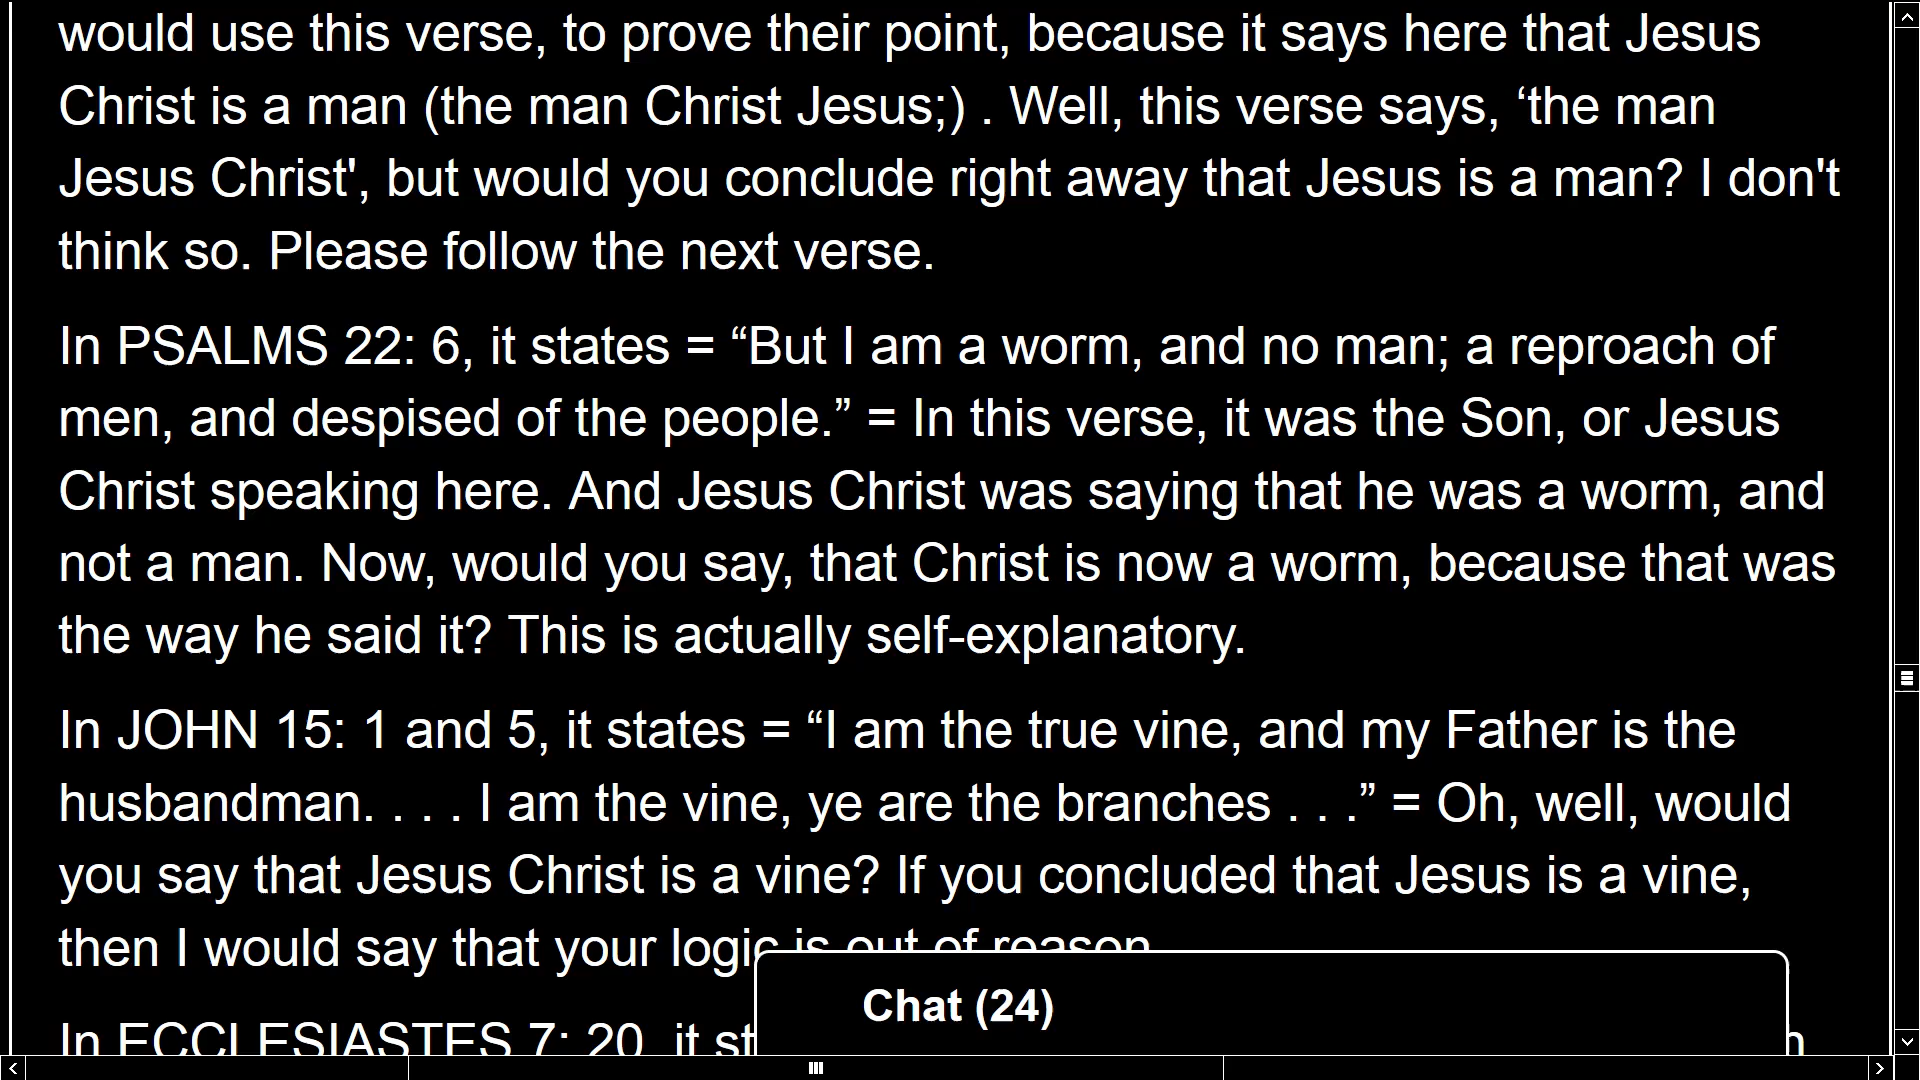 would use this verse, to prove their point, because it says here that Jesus
Christ is a man (the man Christ Jesus;) . Well, this verse says, ‘the man
Jesus Christ', but would you conclude right away that Jesus is a man? I don't
think so. Please follow the next verse.
In PSALMS 22: 6, it states = “But I am a worm, and no man; a reproach of
men, and despised of the people.” = In this verse, it was the Son, or Jesus
Christ speaking here. And Jesus Christ was saying that he was a worm, and
not a man. Now, would you say, that Christ is now a worm, because that was
the way he said it? This is actually self-explanatory.
In JOHN 15: 1 and 5, it states = “I am the true vine, and my Father is the
husbandman. . . . I am the vine, ye are the branches . . .” = Oh, well, would
you say that Jesus Christ is a vine? If you concluded that Jesus is a vine,
then I would say that your logic is out of reason
Chat (24)
In ECCLESIASTES 7: 20, it